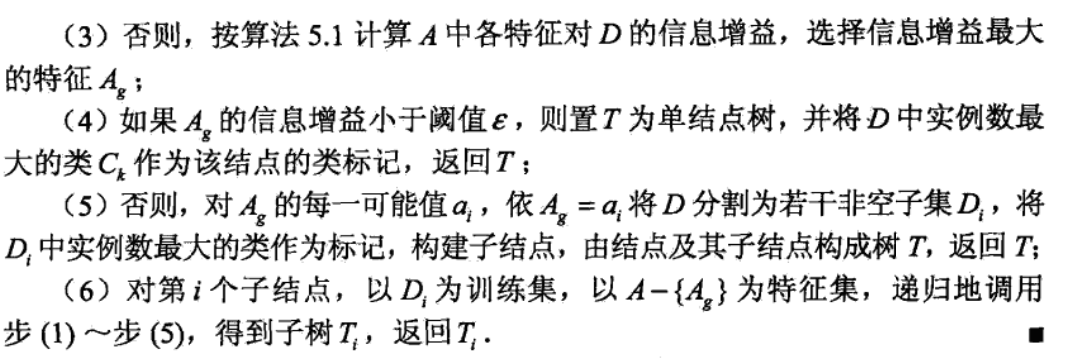 （3）否则，按算法 5.1 计算 A 中各特征对 D 的信息增益，选择信息增益最大
的特征 A_g；
（4）如果 A_g 的信息增益小于阈值 ε，则置 T 为单结点树，并将 D 中实例数最
大的类 C_k 作为该结点的类标记，返回 T；
（5）否则，对 A_g 的每一可能值 a_i，依 A_g = a_i 将 D 分割为若干非空子集 D_i，将
D_i 中实例数最大的类作为标记，构建子结点，由结点及其子结点构成树 T，返回 T；
（6）对第 i 个子结点，以 D_i 为训练集，以 A−{A_g} 为特征集，递归地调用
步 (1)～步 (5)，得到子树 T_i，返回 T_i．